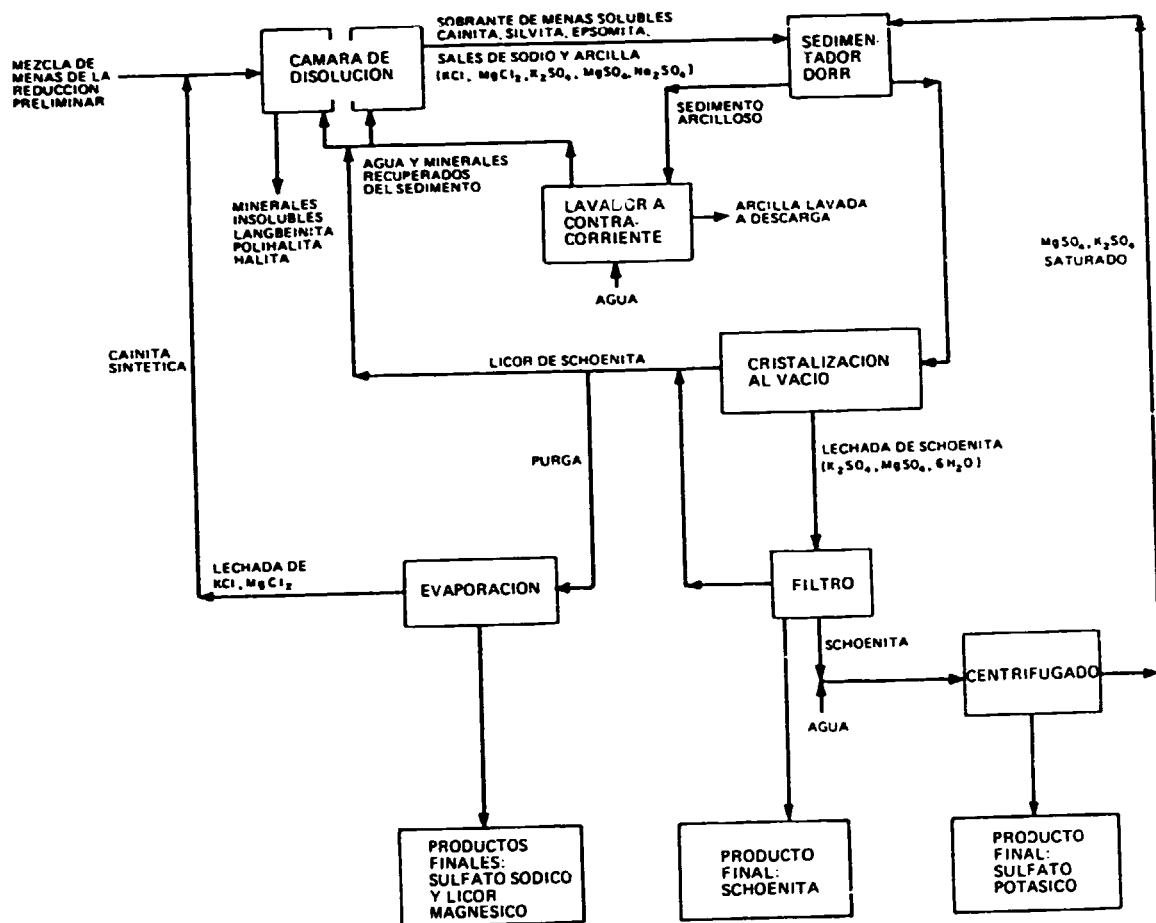 SOBRANTE DE MENAS SOLUBLES
CAINITA, SILVITA, EPSOMITA,
SALES DE SODIO Y ARCILLA
(KCl, MgCl₂, K₂SO₄, MgSO₄, Na₂SO₄)
MEZCLA DE
MENAS DE LA
REDUCCION
PRELIMINAR
CAMARA DE
DISOLUCION
SEDIMEN-
TADOR
DORR
SEDIMENTO
ARCILLOSO
AGUA Y MINERALES
RECUPERADOS
DEL SEDIMENTO
MINERALES
INSOLUBLES
LANGBEINITA
POLIHALITA
HALITA
LAVADOR A
CONTRA-
CORRIENTE
ARCILLA LAVADA
A DESCARGA
AGUA
MgSO₄, K₂SO₄
SATURADO
CAINITA
SINTETICA
LICOR DE SCHOENITA
CRISTALIZACION
AL VACIO
PURGA
LECHADA DE SCHOENITA
(K₂SO₄, MgSO₄, 6H₂O)
LECHADA DE
KCl, MgCl₂
EVAPORACION
FILTRO
SCHOENITA
AGUA
CENTRIFUGADO
PRODUCTOS
FINALES:
SULFATO SODICO
Y LICOR
MAGNESICO
PRODUCTO
FINAL:
SCHOENITA
PRODUCTO
FINAL:
SULFATO
POTASICO